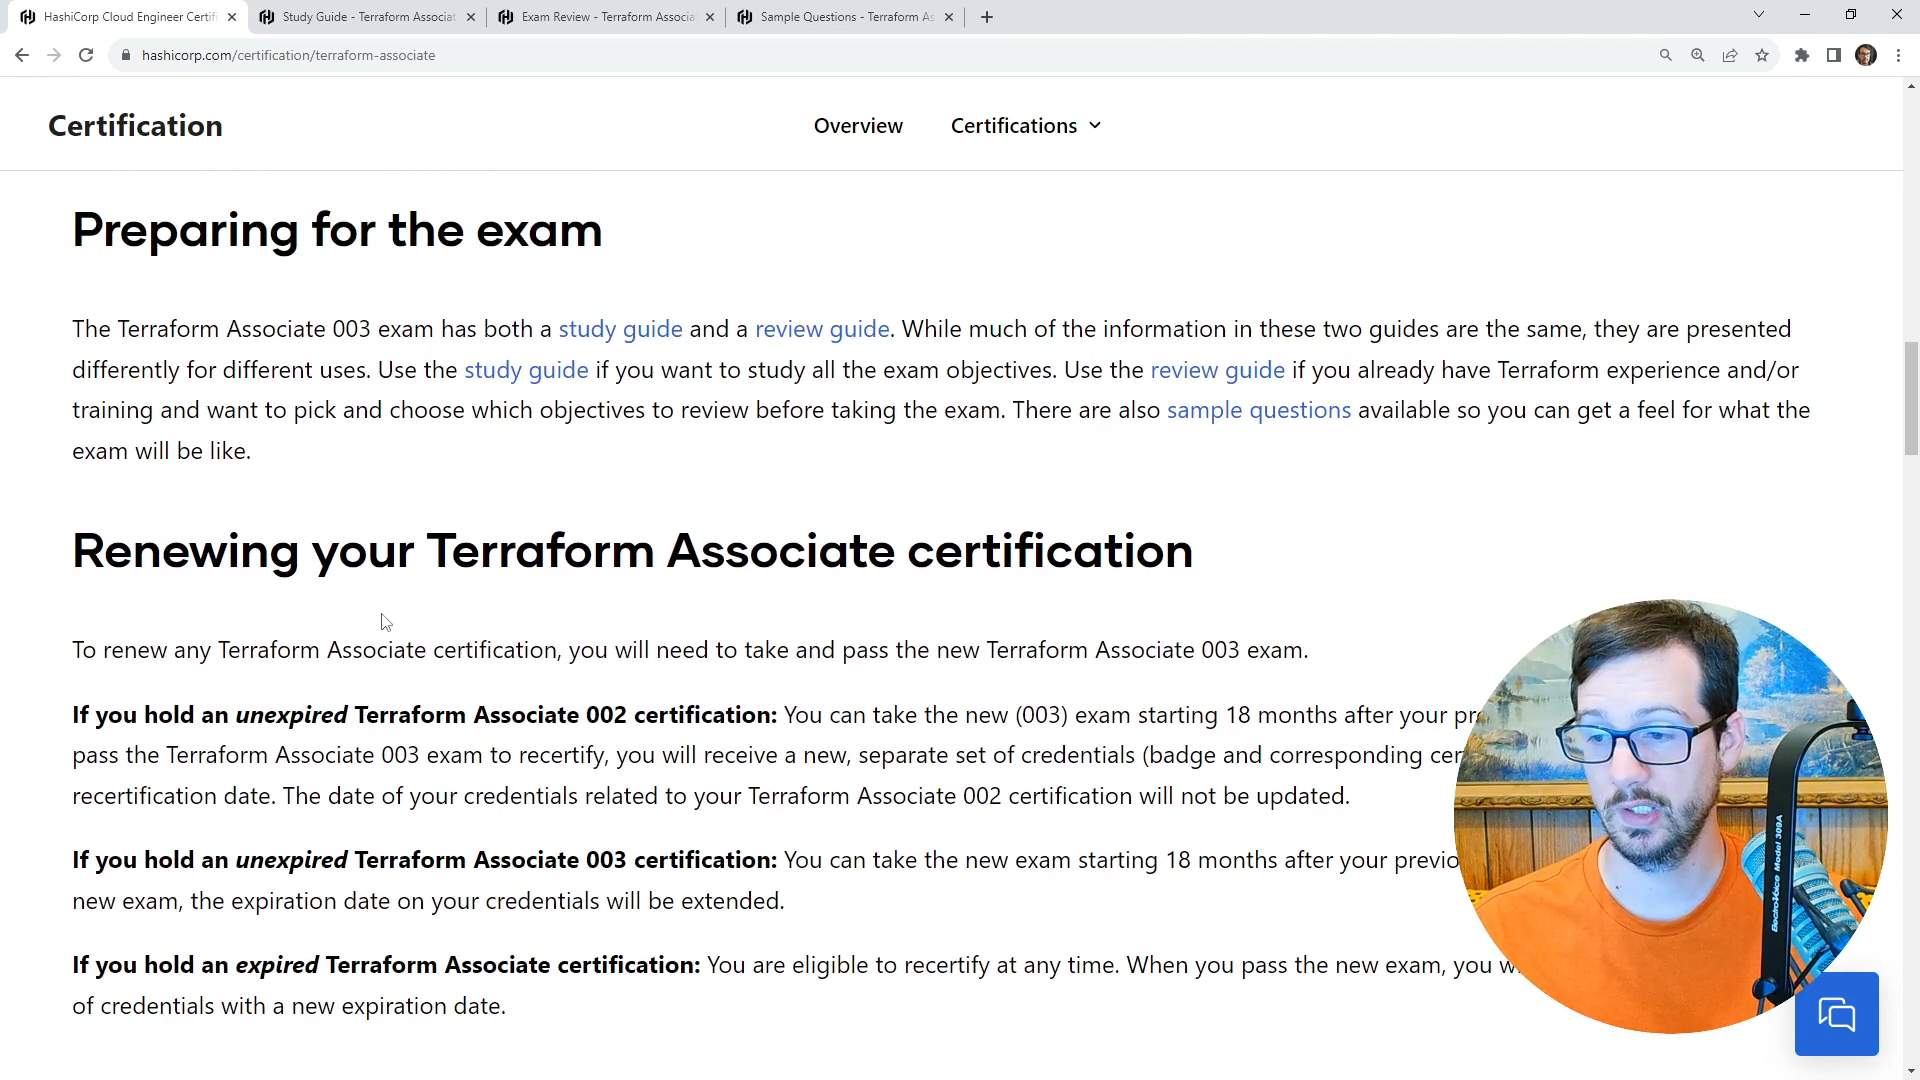 HashiCorp Cloud Engineer Certifi
Study Guide - Terraform Associat
Exam Review - Terraform Associa
Sample Questions - Terraform As
hashicorp.com/certification/terraform-associate
Certification
Overview
Certifications
Preparing for the exam
The Terraform Associate 003 exam has both a study guide and a review guide. While much of the information in these two guides are the same, they are presented
differently for different uses. Use the study guide if you want to study all the exam objectives. Use the review guide if you already have Terraform experience and/or
training and want to pick and choose which objectives to review before taking the exam. There are also sample questions available so you can get a feel for what the
exam will be like.
Renewing your Terraform Associate certification
To renew any Terraform Associate certification, you will need to take and pass the new Terraform Associate 003 exam.
If you hold an unexpired Terraform Associate 002 certification: You can take the new (003) exam starting 18 months after your pr
pass the Terraform Associate 003 exam to recertify, you will receive a new, separate set of credentials (badge and corresponding cer
recertification date. The date of your credentials related to your Terraform Associate 002 certification will not be updated.
If you hold an unexpired Terraform Associate 003 certification: You can take the new exam starting 18 months after your previo
new exam, the expiration date on your credentials will be extended.
If you hold an expired Terraform Associate certification: You are eligible to recertify at any time. When you pass the new exam, you w
of credentials with a new expiration date.
ElectroVoice Model 309A